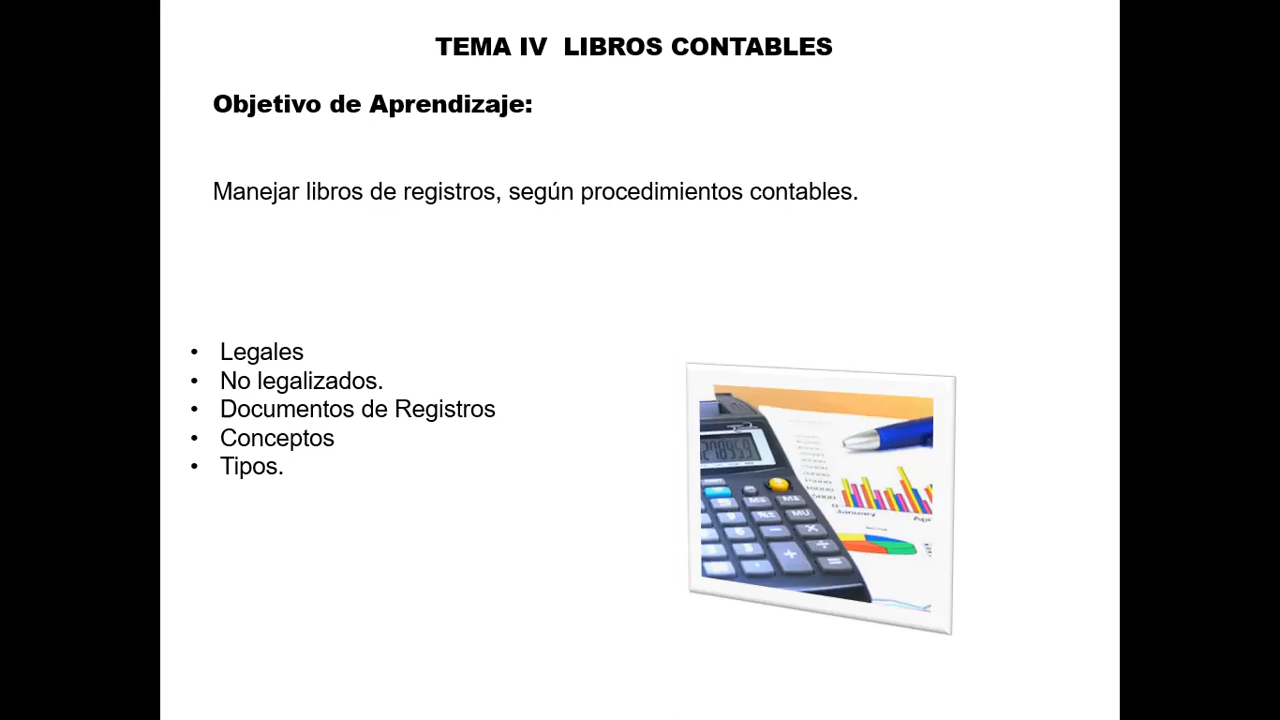 TEMA IV LIBROS CONTABLES
Objetivo de Aprendizaje:
Manejar libros de registros, según procedimientos contables.
• Legales
• No legalizados.
• Documentos de Registros
• Conceptos
• Tipos.